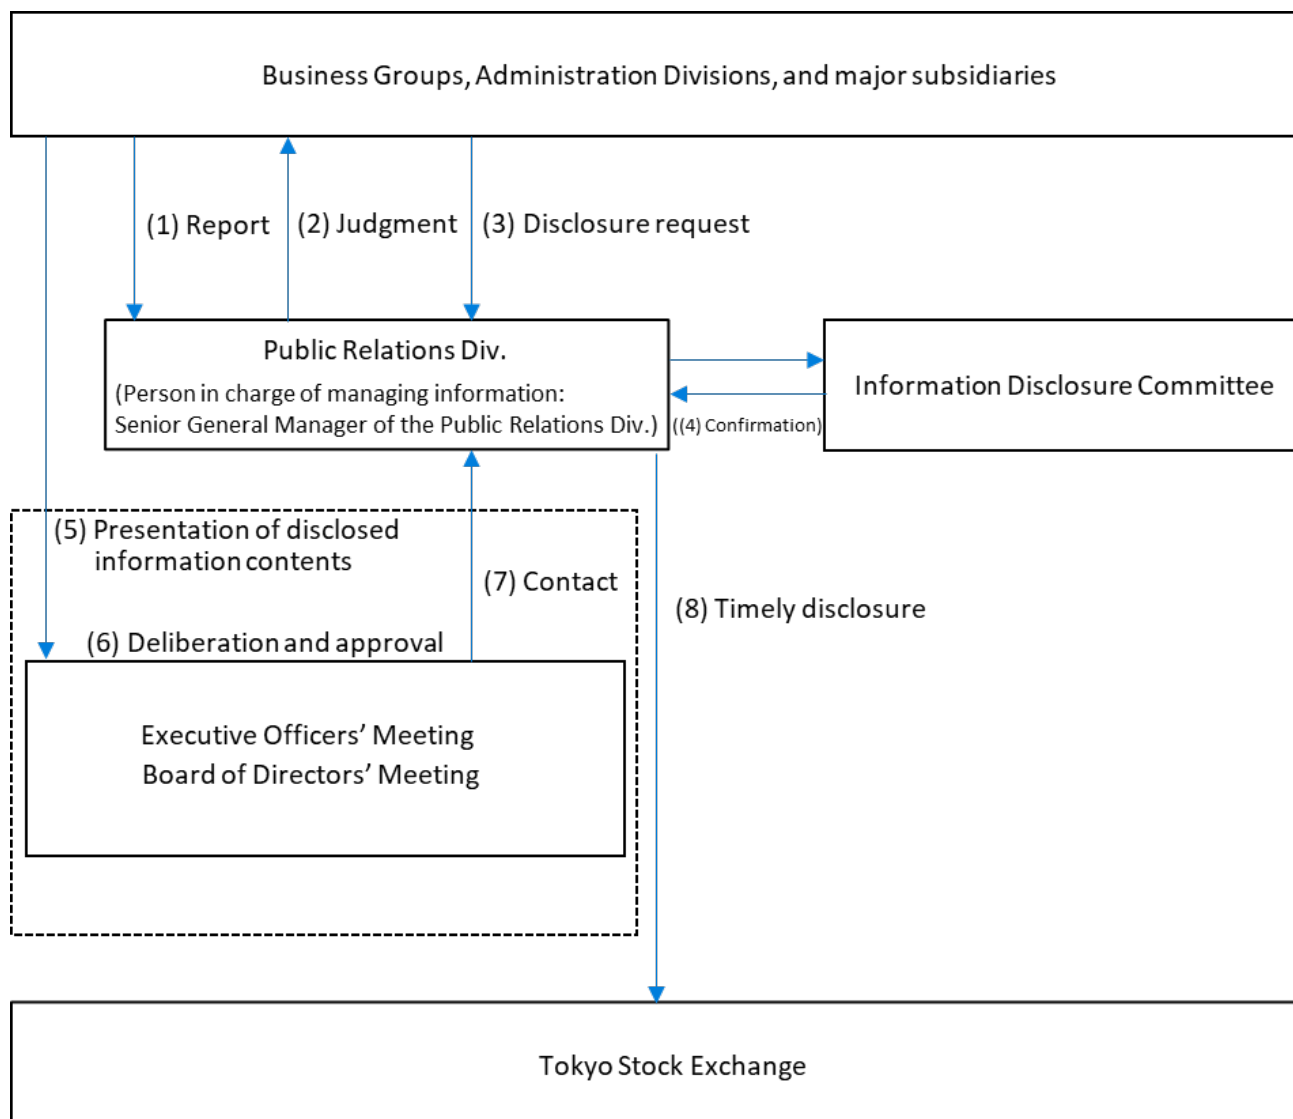 Business Groups, Administration Divisions, and major subsidiaries
(1) Report
(2) Judgment
(3) Disclosure request
Public Relations Div.
(Person in charge of managing information:
Senior General Manager of the Public Relations Div.)
((4) Confirmation)
Information Disclosure Committee
(5) Presentation of disclosed
information contents
(7) Contact
(8) Timely disclosure
(6) Deliberation and approval
Executive Officers’ Meeting
Board of Directors’ Meeting
Tokyo Stock Exchange